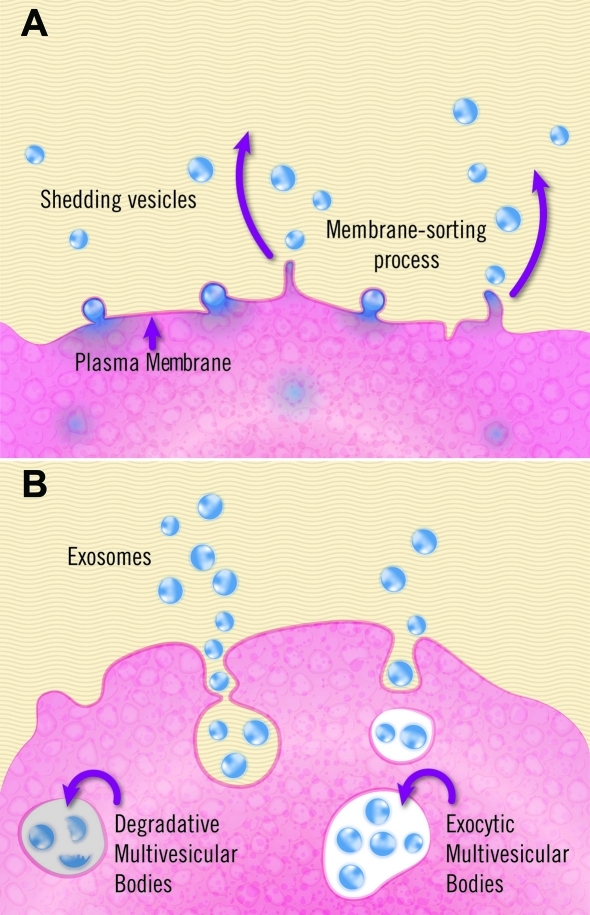 A
Shedding vesicles
Membrane-sorting
process
Plasma Membrane
B
Exosomes
Degradative
Multivesicular
Bodies
Exocytic
Multivesicular
Bodies